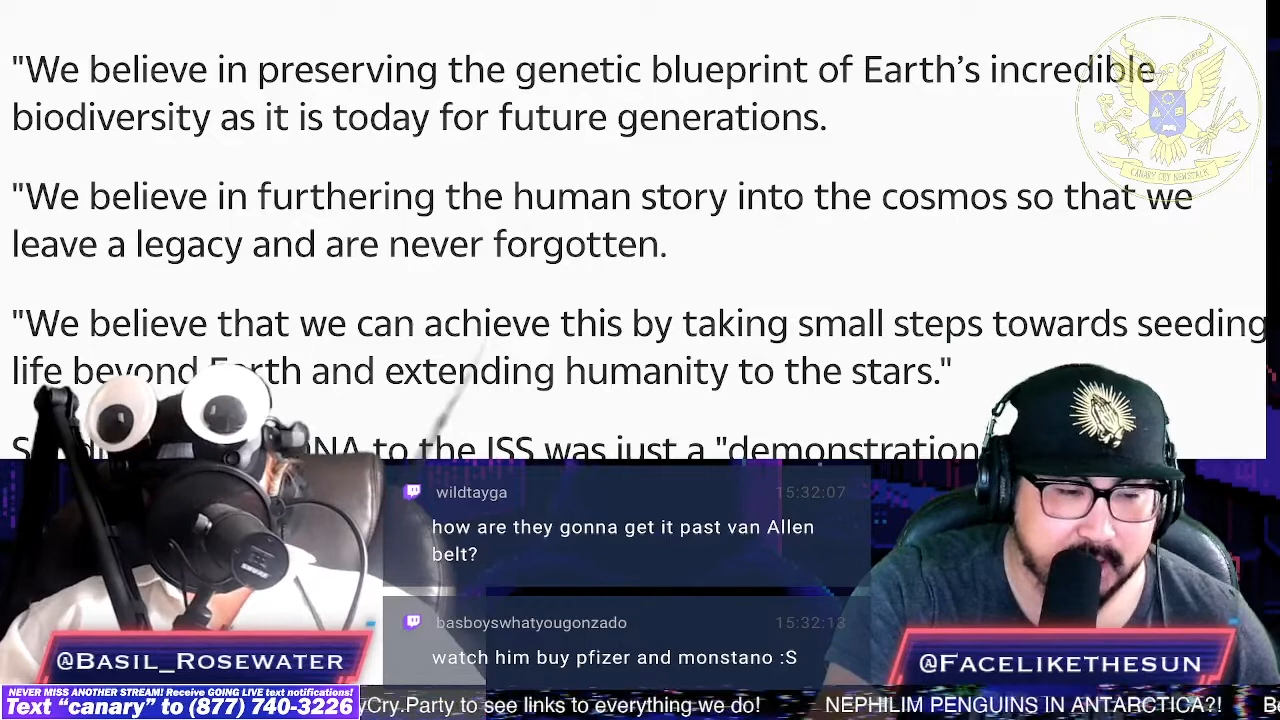 "We believe in preserving the genetic blueprint of Earth's incredible
biodiversity as it is today for future generations.
"We believe in furthering the human story into the cosmos so that we
leave a legacy and are never forgotten.
"We believe that we can achieve this by taking small steps towards seeding
life beyond Earth and extending humanity to the stars."
to the ISS was just a "demonstration
CANARY CRY NEWS TALK
wildtayga
15:32:07
how are they gonna get it past van Allen
belt?
basboyswhatyougonzado
15:32:13
watch him buy pfizer and monstano :S
SHURE
@BASIL_ROSEWATER
@FACELIKETHESUN
NEVER MISS ANOTHER STREAM! Receive GOING LIVE text notifications!
Text "canary" to (877) 740-3226
yCry.Party to see links to everything we do! NEPHILIM PENGUINS IN ANTARCTICA?!